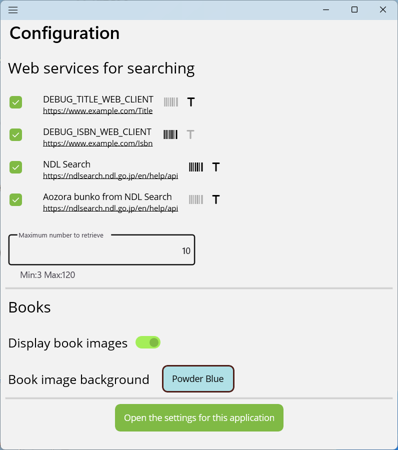 Configuration
Web services for searching
DEBUG_TITLE_WEB_CLIENT
https://www.example.com/Title
DEBUG_ISBN_WEB_CLIENT
https://www.example.com/Isbn
NDL Search
https://ndlsearch.ndl.go.jp/en/help/api
Aozora bunko from NDL Search
https://ndlsearch.ndl.go.jp/en/help/api
Maximum number to retrieve
10
Min:3 Max:120
Books
Display book images
Book image background Powder Blue
Open the settings for this application